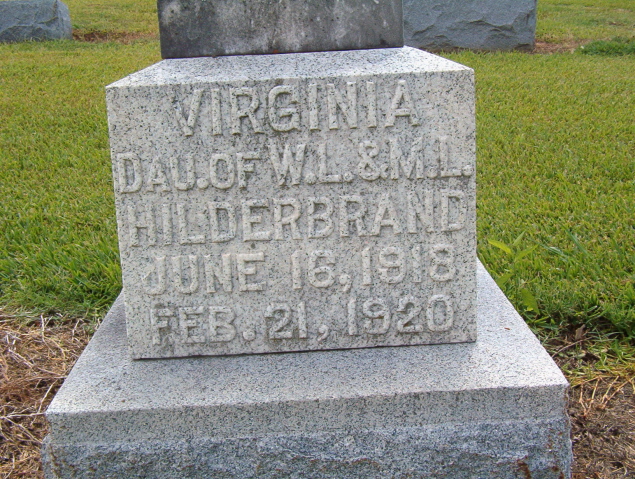 VIRGINIA
DAU. OF W.L. & M.L.
HILDERBRAND
JUNE 16, 1918
FEB. 21, 1920